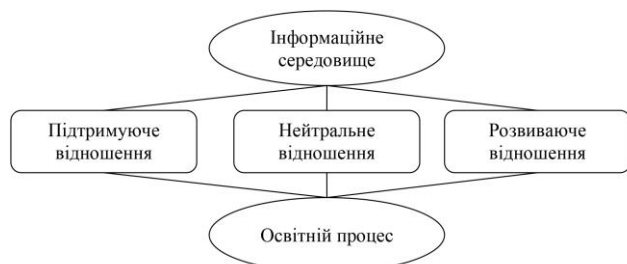 Інформаційне
середовище
Підтримуюче
відношення
Нейтральне
відношення
Розвиваюче
відношення
Освітній процес